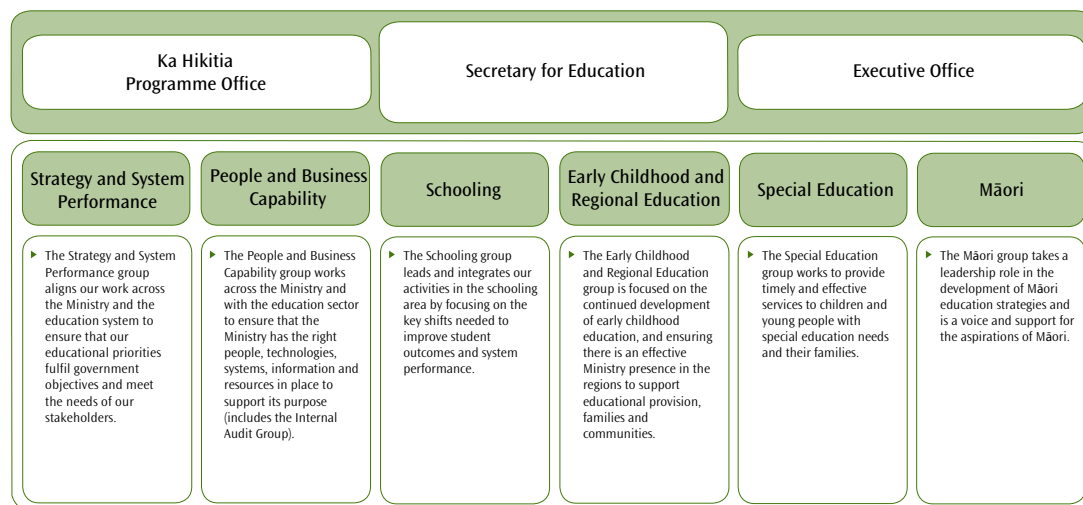 Ka Hikitia
Programme Office
Secretary for Education
Executive Office
Strategy and System
Performance
People and Business
Capability
Schooling
Early Childhood and
Regional Education
Special Education
Māori
The Strategy and System
Performance group
aligns our work across
the Ministry and the
education system to
ensure that our
educational priorities
fulfil government
objectives and meet
the needs of our
stakeholders.
The People and Business
Capability group works
across the Ministry and
with the education sector
to ensure that the
Ministry has the right
people, technologies,
systems, information and
resources in place to
support its purpose
(includes the Internal
Audit Group).
The Schooling group
leads and integrates our
activities in the schooling
area by focusing on the
key shifts needed to
improve student
outcomes and system
performance.
The Early Childhood
and Regional Education
group is focused on the
continued development
of early childhood
education, and ensuring
there is an effective
Ministry presence in the
regions to support
educational provision,
families and
communities.
The Special Education
group works to provide
timely and effective
services to children and
young people with
special education needs
and their families.
The Māori group takes a
leadership role in the
development of Māori
education strategies and
is a voice and support for
the aspirations of Māori.